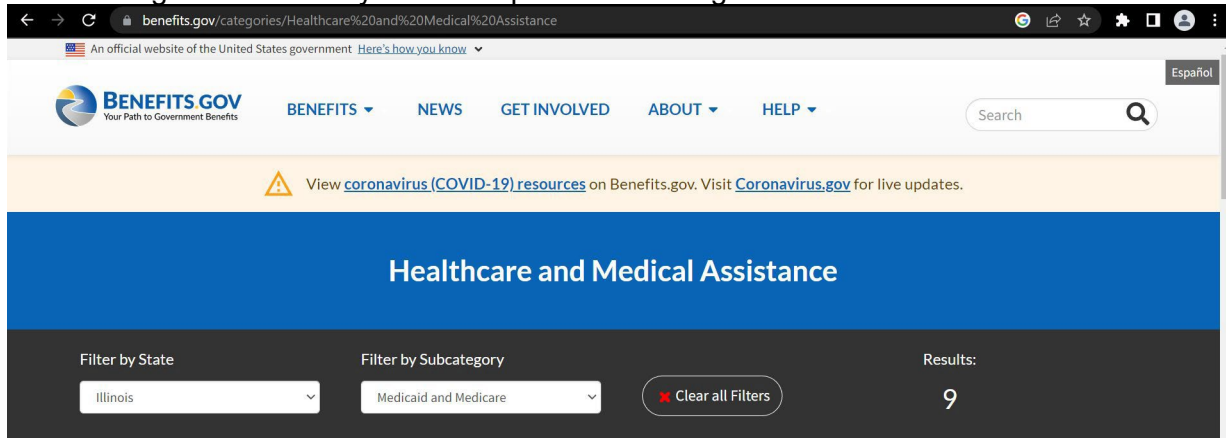 benefits.gov/categories/Healthcare%20and%20Medical%20Assistance
An official website of the United States government Here's how you know
Español
BENEFITS.GOV
Your Path to Government Benefits
BENEFITS NEWS GET INVOLVED ABOUT HELP
Search
View coronavirus (COVID-19) resources on Benefits.gov. Visit Coronavirus.gov for live updates.
Healthcare and Medical Assistance
Filter by State Filter by Subcategory Results:
Illinois Medicaid and Medicare Clear all Filters 9